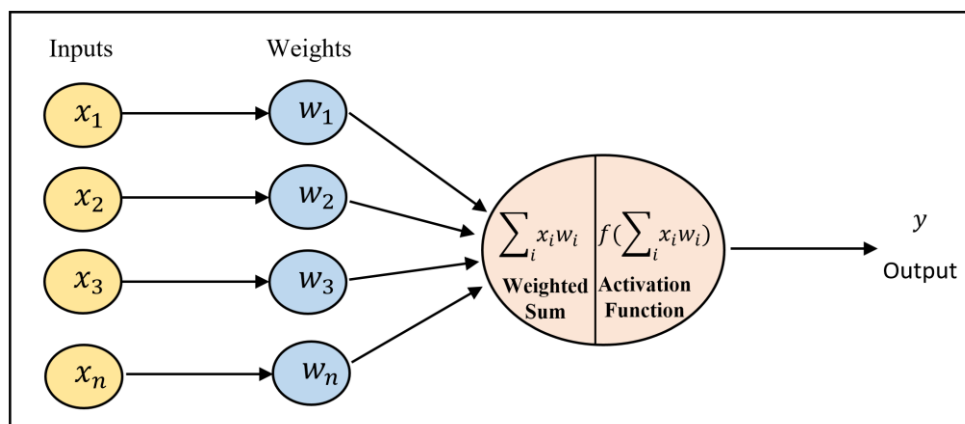 Inputs Weights
x₁ w₁
x₂ w₂
x₃ w₃
xₙ wₙ
∑ᵢ xᵢwᵢ f(∑ᵢ xᵢwᵢ)
Weighted Activation
Sum Function
y
Output